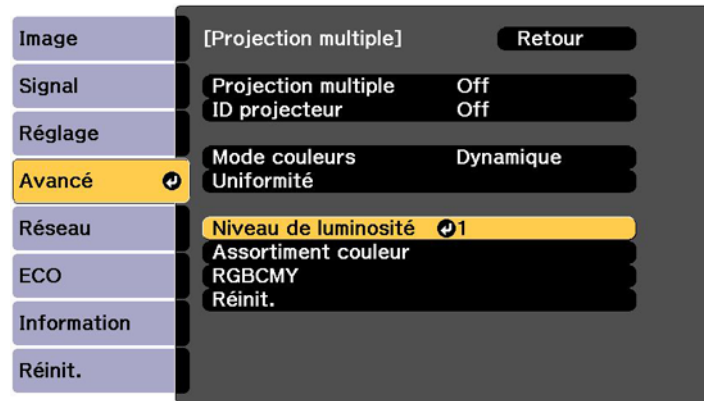 Image
Signal
Réglage
Avancé
Réseau
ECO
Information
Réinit.
[Projection multiple] Retour
Projection multiple Off
ID projecteur Off
Mode couleurs Dynamique
Uniformité
Niveau de luminosité 1
Assortiment couleur
RGBCMY
Réinit.